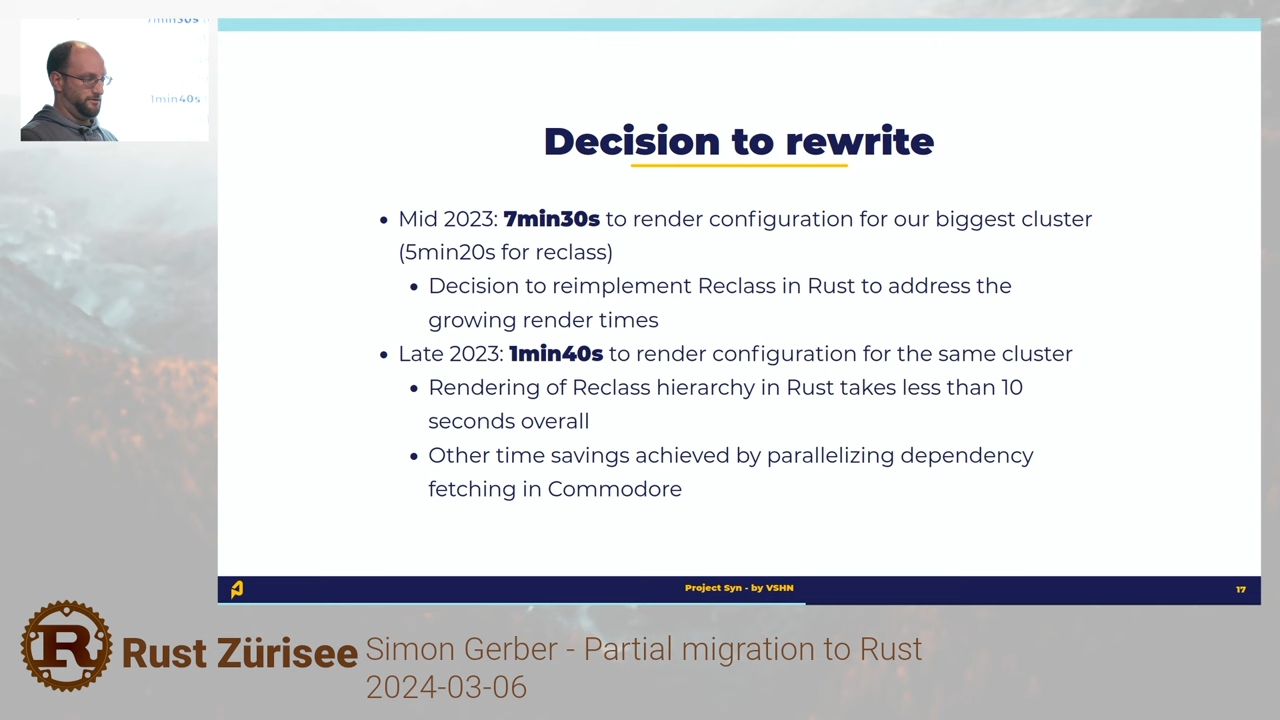 7min30s
1min40s
Decision to rewrite
• Mid 2023: 7min30s to render configuration for our biggest cluster
(5min20s for reclass)
• Decision to reimplement Reclass in Rust to address the
growing render times
• Late 2023: 1min40s to render configuration for the same cluster
• Rendering of Reclass hierarchy in Rust takes less than 10
seconds overall
• Other time savings achieved by parallelizing dependency
fetching in Commodore
Project Syn - by VSHN
17
R
Rust Zürisee
Simon Gerber - Partial migration to Rust
2024-03-06